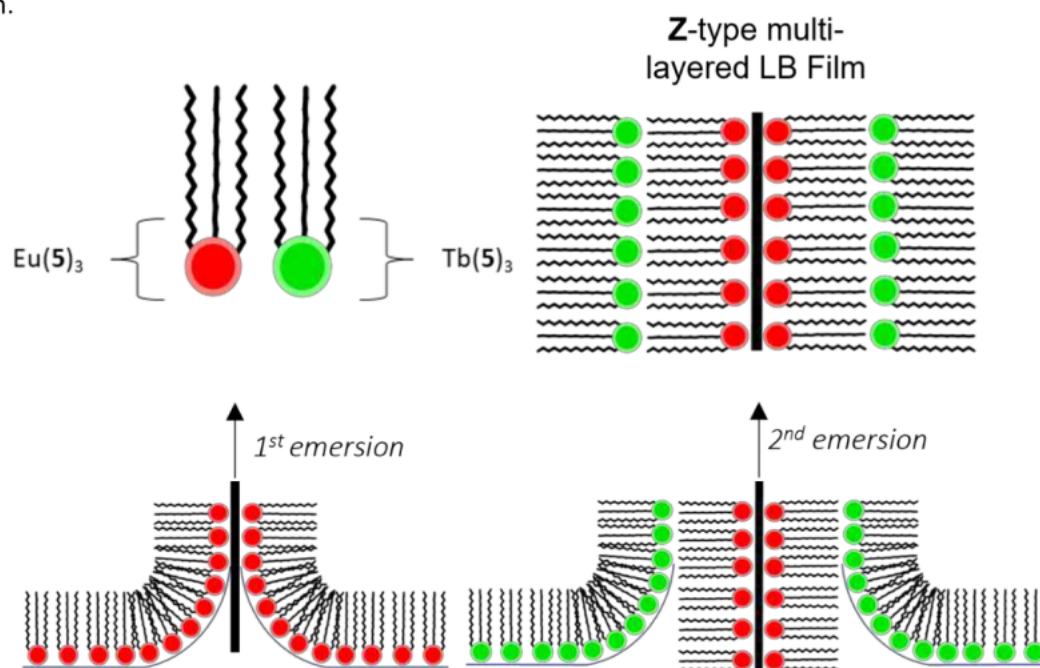 n.
Z-type multi-
layered LB Film
Eu(5)₃
Tb(5)₃
1st emersion
2nd emersion